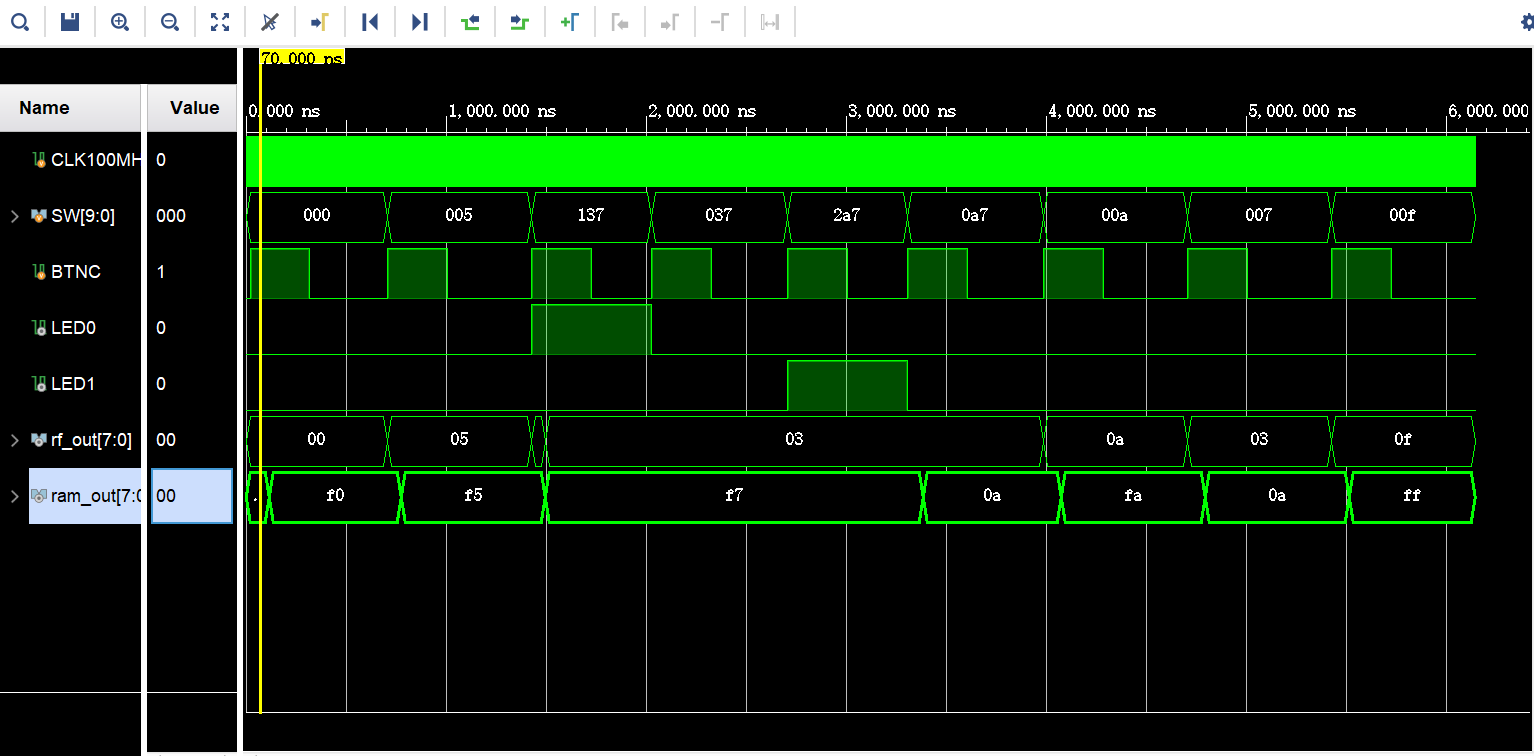 70.000 ns
Name Value
0.000 ns 1,000.000 ns 2,000.000 ns 3,000.000 ns 4,000.000 ns 5,000.000 ns 6,000.000
CLK100MH 0
SW[9:0] 000 000 005 137 037 2a7 0a7 00a 007 00f
BTNC 1
LED0 0
LED1 0
rf_out[7:0] 00 00 05 03 0a 03 0f
ram_out[7:0 00 . f0 f5 f7 0a fa 0a ff